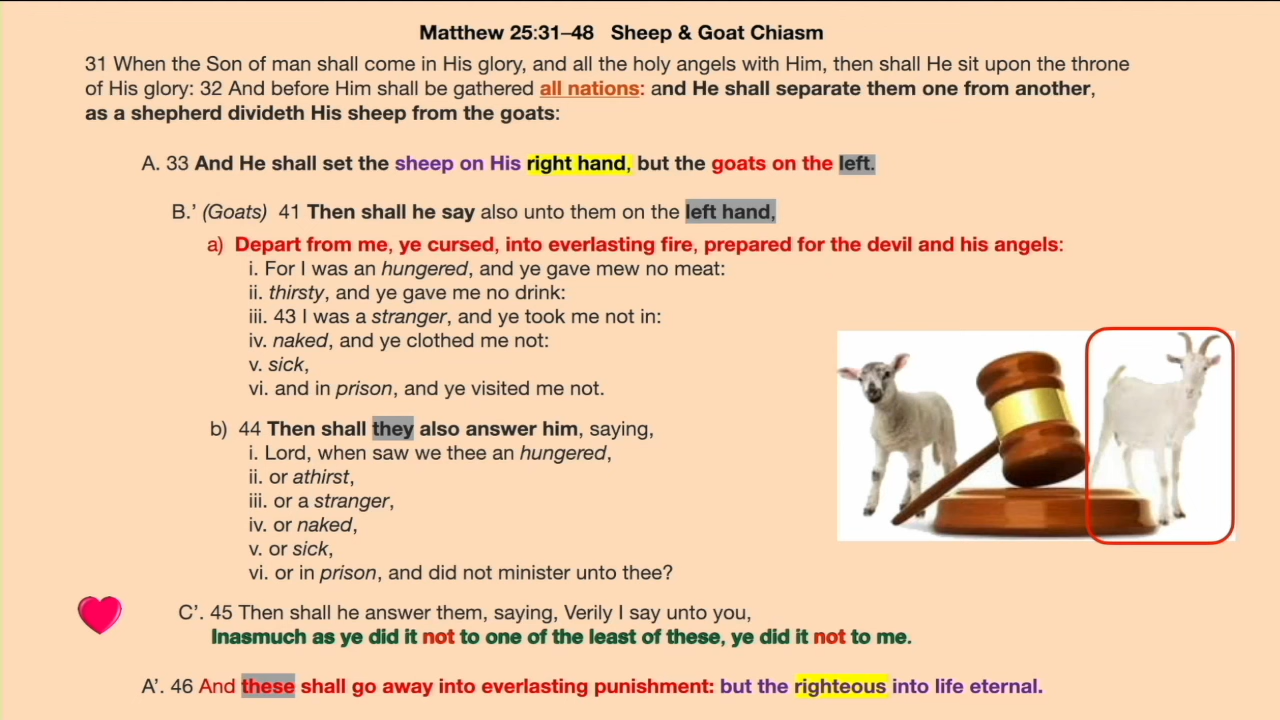 Matthew 25:31–48 Sheep & Goat Chiasm
31 When the Son of man shall come in His glory, and all the holy angels with Him, then shall He sit upon the throne
of His glory: 32 And before Him shall be gathered all nations: and He shall separate them one from another,
as a shepherd divideth His sheep from the goats:
A. 33 And He shall set the sheep on His right hand, but the goats on the left.
B.’ (Goats) 41 Then shall he say also unto them on the left hand,
a) Depart from me, ye cursed, into everlasting fire, prepared for the devil and his angels:
i. For I was an hungered, and ye gave mew no meat:
ii. thirsty, and ye gave me no drink:
iii. 43 I was a stranger, and ye took me not in:
iv. naked, and ye clothed me not:
v. sick,
vi. and in prison, and ye visited me not.
b) 44 Then shall they also answer him, saying,
i. Lord, when saw we thee an hungered,
ii. or athirst,
iii. or a stranger,
iv. or naked,
v. or sick,
vi. or in prison, and did not minister unto thee?
C’. 45 Then shall he answer them, saying, Verily I say unto you,
Inasmuch as ye did it not to one of the least of these, ye did it not to me.
A’. 46 And these shall go away into everlasting punishment: but the righteous into life eternal.